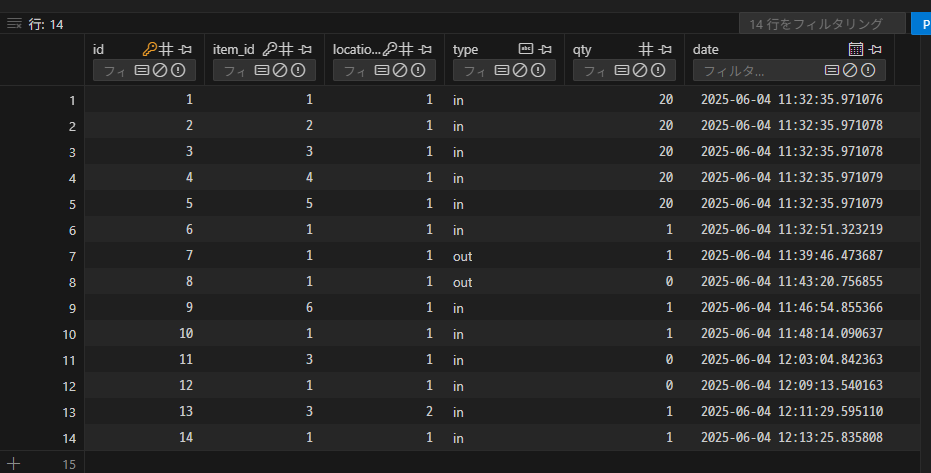 行: 14 14 行をフィルタリング P
id item_id locatio... type qty date
フィ フィ フィ フィ フィ フィルタ...
1 1 1 1 in 20 2025-06-04 11:32:35.971076
2 2 2 1 in 20 2025-06-04 11:32:35.971078
3 3 3 1 in 20 2025-06-04 11:32:35.971078
4 4 4 1 in 20 2025-06-04 11:32:35.971079
5 5 5 1 in 20 2025-06-04 11:32:35.971079
6 6 1 1 in 1 2025-06-04 11:32:51.323219
7 7 1 1 out 1 2025-06-04 11:39:46.473687
8 8 1 1 out 0 2025-06-04 11:43:20.756855
9 9 6 1 in 1 2025-06-04 11:46:54.855366
10 10 1 1 in 1 2025-06-04 11:48:14.090637
11 11 3 1 in 0 2025-06-04 12:03:04.842363
12 12 1 1 in 0 2025-06-04 12:09:13.540163
13 13 3 2 in 1 2025-06-04 12:11:29.595110
14 14 1 1 in 1 2025-06-04 12:13:25.835808
15